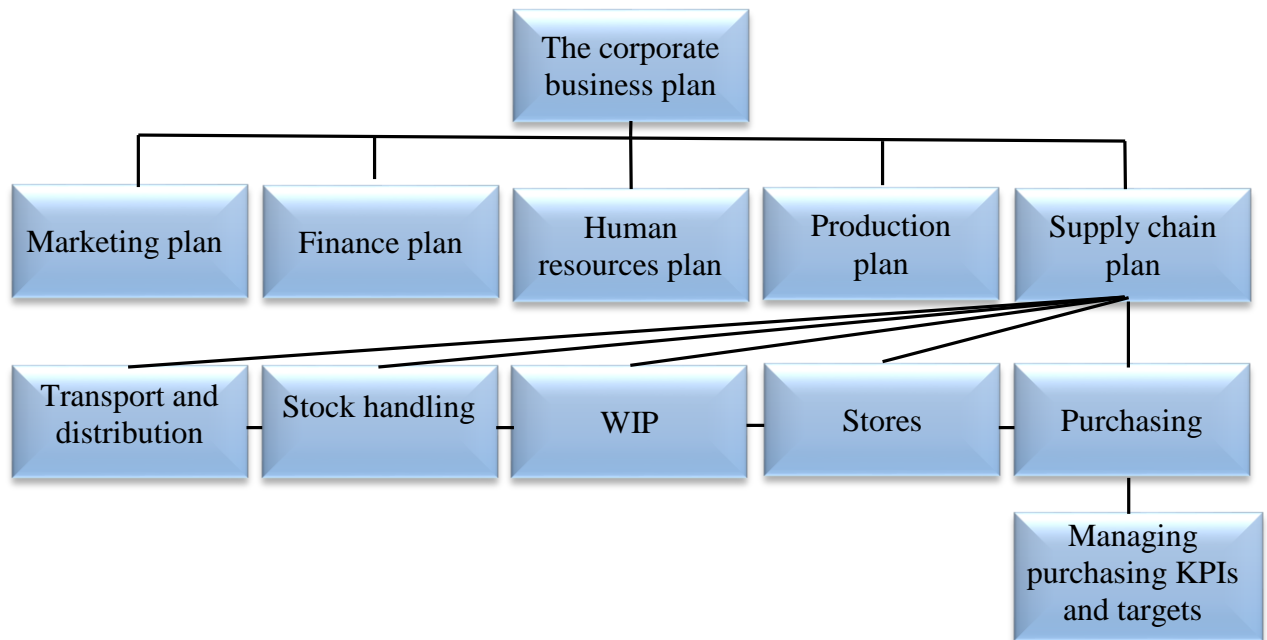 The corporate
business plan
Marketing plan
Finance plan
Human
resources plan
Production
plan
Supply chain
plan
Transport and
distribution
Stock handling
WIP
Stores
Purchasing
Managing
purchasing KPIs
and targets